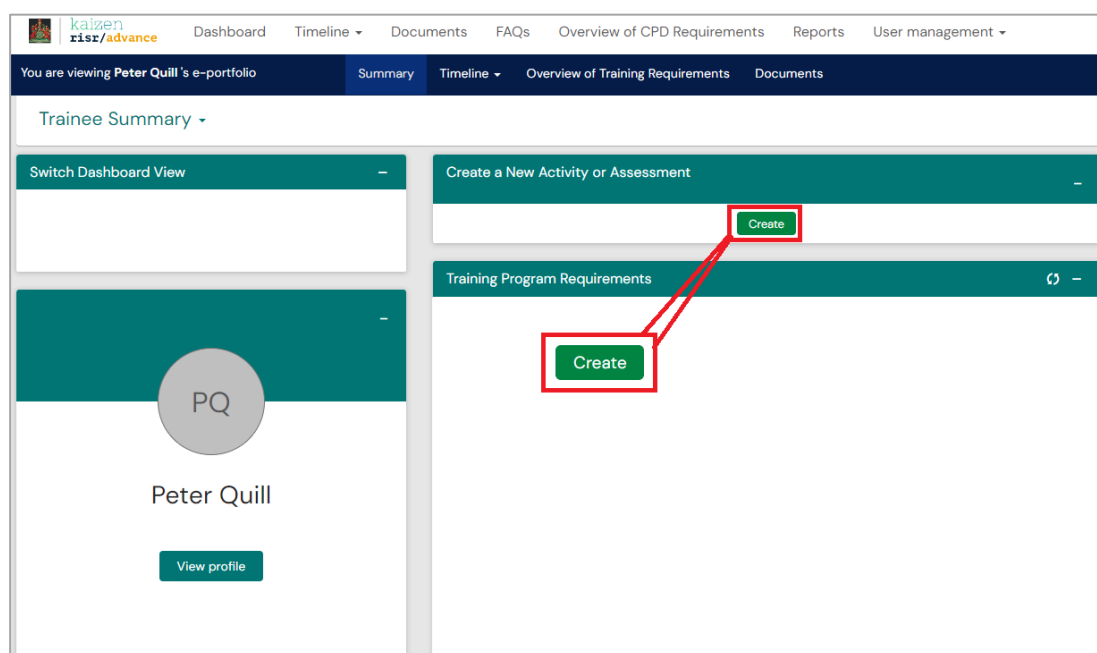 kaizen
risr/advance
Dashboard Timeline Documents FAQs Overview of CPD Requirements Reports User management
You are viewing Peter Quill 's e-portfolio Summary Timeline Overview of Training Requirements Documents
Trainee Summary
Switch Dashboard View
Create a New Activity or Assessment
Create
Training Program Requirements
Create
PQ
Peter Quill
View profile